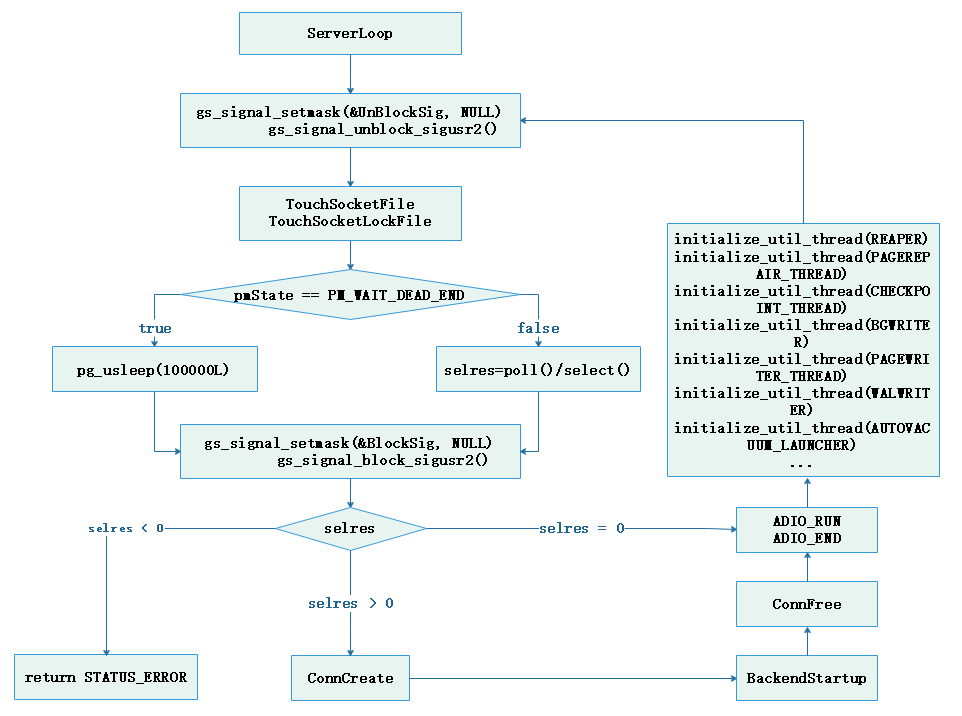 ServerLoop
gs_signal_setmask(&UnBlockSig, NULL)
gs_signal_unblock_sigusr2()
TouchSocketFile
TouchSocketLockFile
pmState == PM_WAIT_DEAD_END
true
false
pg_usleep(100000L)
selres=poll()/select()
gs_signal_setmask(&BlockSig, NULL)
gs_signal_block_sigusr2()
selres
selres < 0
selres = 0
selres > 0
return STATUS_ERROR
ConnCreate
BackendStartup
ConnFree
ADIO_RUN
ADIO_END
initialize_util_thread(REAPER)
initialize_util_thread(PAGEREP
AIR_THREAD)
initialize_util_thread(CHECKPO
INT_THREAD)
initialize_util_thread(BGWRITE
R)
initialize_util_thread(PAGEWRI
TER_THREAD)
initialize_util_thread(WALWRIT
ER)
initialize_util_thread(AUTOVAC
UUM_LAUNCHER)
...